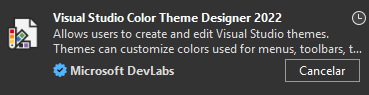 Visual Studio Color Theme Designer 2022
Allows users to create and edit Visual Studio themes.
Themes can customize colors used for menus, toolbars, t...
Microsoft DevLabs
Cancelar